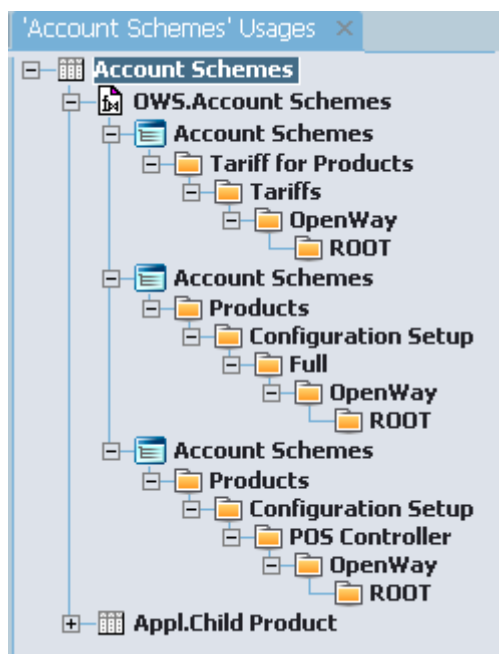 'Account Schemes' Usages
Account Schemes
OWS.Account Schemes
Account Schemes
Tariff for Products
Tariffs
OpenWay
ROOT
Account Schemes
Products
Configuration Setup
Full
OpenWay
ROOT
Account Schemes
Products
Configuration Setup
POS Controller
OpenWay
ROOT
Appl.Child Product